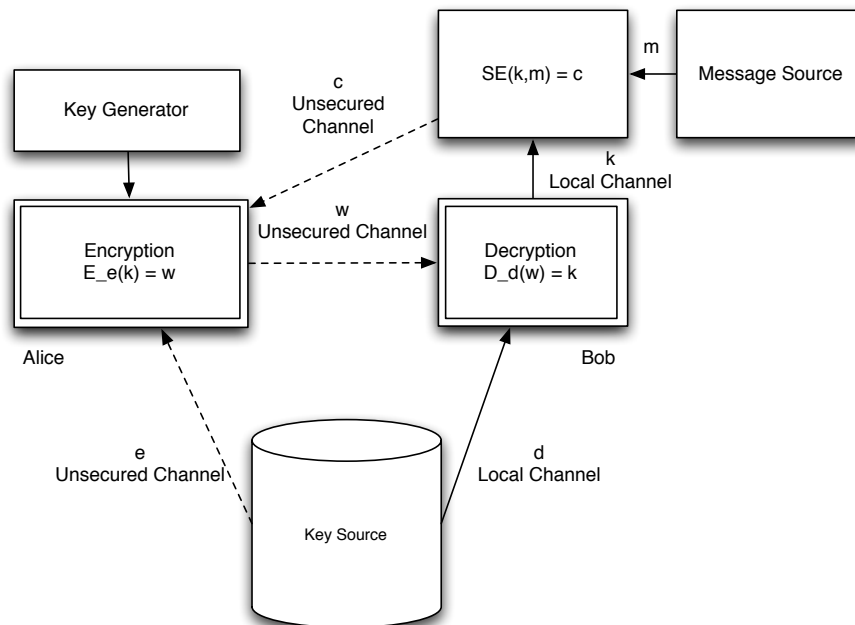 m
SE(k,m) = c
Message Source
c
Unsecured
Channel
Key Generator
k
Local Channel
w
Unsecured Channel
Encryption
E_e(k) = w
Decryption
D_d(w) = k
Alice
Bob
e
Unsecured Channel
d
Local Channel
Key Source